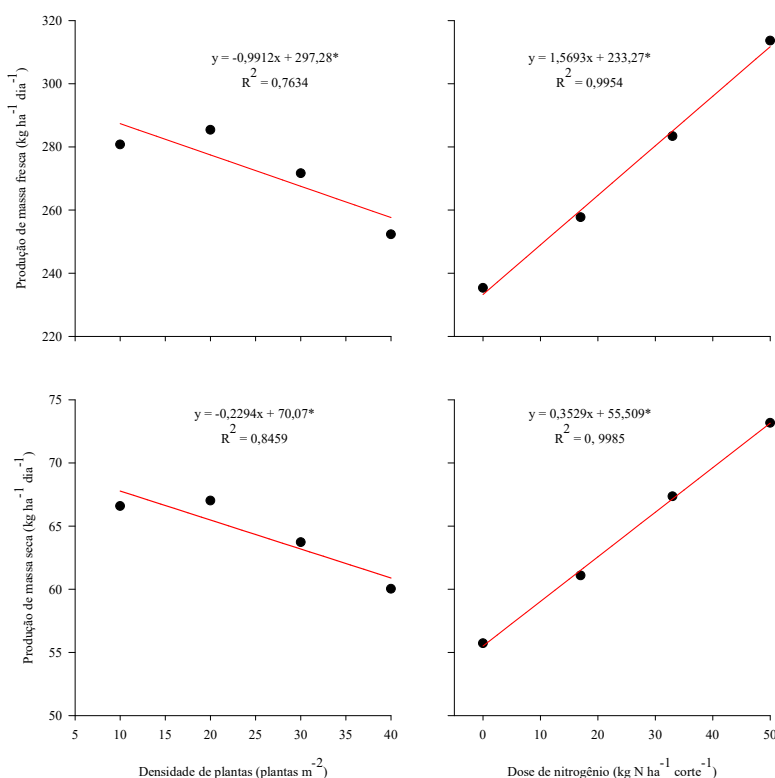 320
300
280
260
240
220
Produção de massa fresca (kg ha⁻¹ dia⁻¹)
y = -0,9912x + 297,28*
R² = 0,7634
y = 1,5693x + 233,27*
R² = 0,9954
75
70
65
60
55
50
Produção de massa seca (kg ha⁻¹ dia⁻¹)
y = -0,2294x + 70,07*
R² = 0,8459
y = 0,3529x + 55,509*
R² = 0, 9985
5 10 15 20 25 30 35 40
0 10 20 30 40 50
Densidade de plantas (plantas m⁻²)
Dose de nitrogênio (kg N ha⁻¹ corte⁻¹)